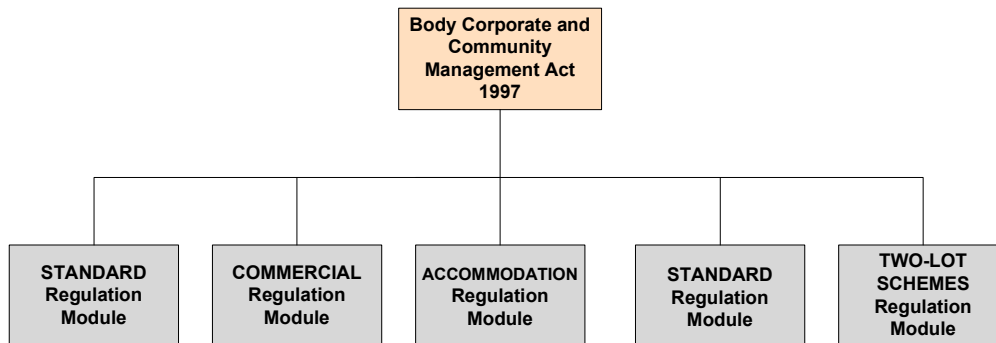 Body Corporate and
Community
Management Act
1997
STANDARD
Regulation
Module
COMMERCIAL
Regulation
Module
ACCOMMODATION
Regulation
Module
STANDARD
Regulation
Module
TWO-LOT
SCHEMES
Regulation
Module